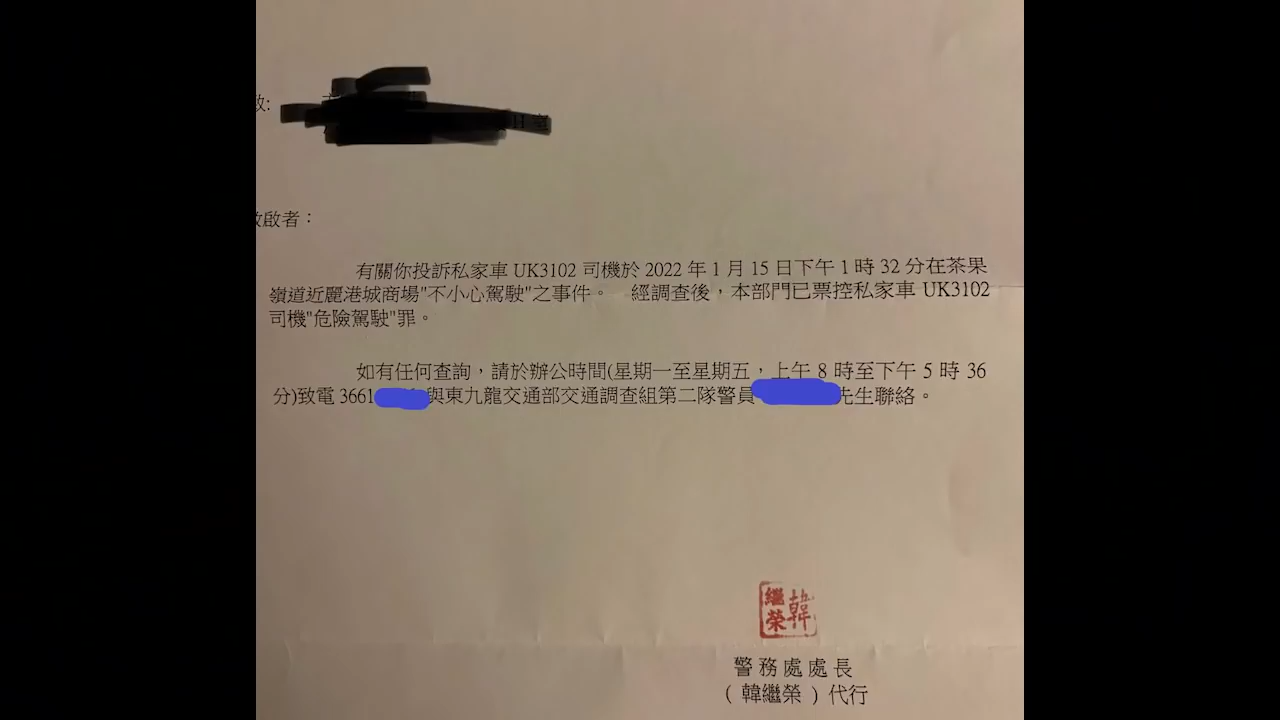 致:
敬啟者：
有關你投訴私家車 UK3102 司機於 2022 年 1 月 15 日下午 1 時 32 分在茶果
嶺道近麗港城商場"不小心駕駛"之事件。 經調查後，本部門已票控私家車 UK3102
司機"危險駕駛"罪。
如有任何查詢，請於辦公時間(星期一至星期五，上午 8 時至下午 5 時 36
分)致電 3661 與東九龍交通部交通調查組第二隊警員 先生聯絡。
韓繼榮
警務處處長
( 韓繼榮 ) 代行